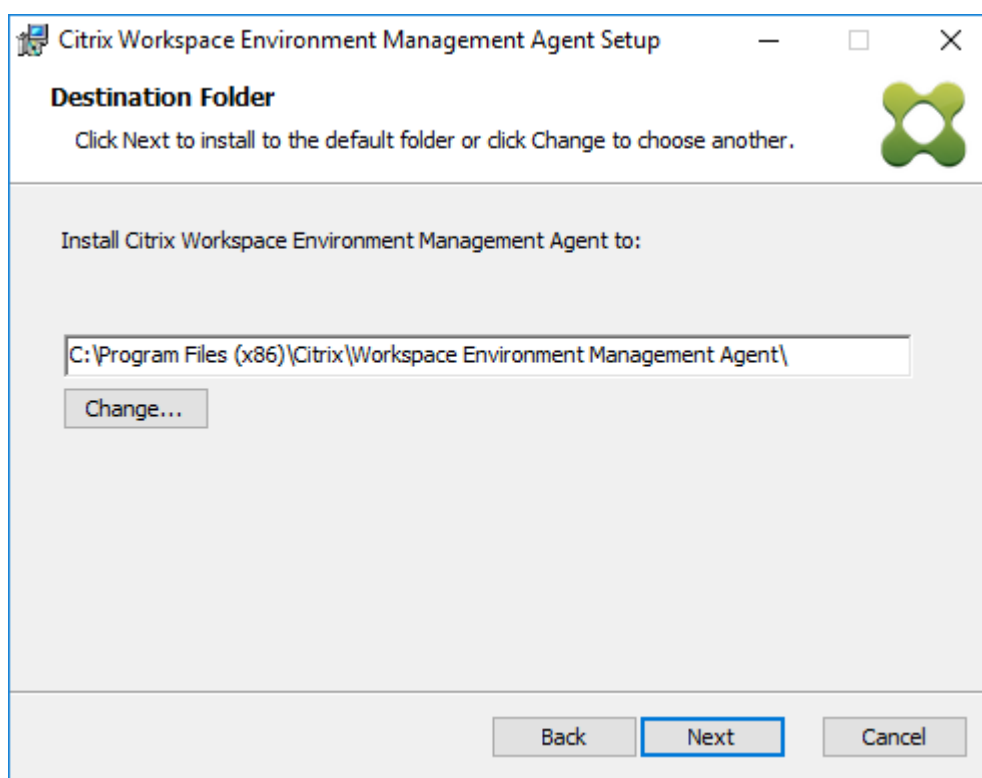 Citrix Workspace Environment Management Agent Setup
Destination Folder
Click Next to install to the default folder or click Change to choose another.
Install Citrix Workspace Environment Management Agent to:
C:\Program Files (x86)\Citrix\Workspace Environment Management Agent\
Change...
Back Next Cancel